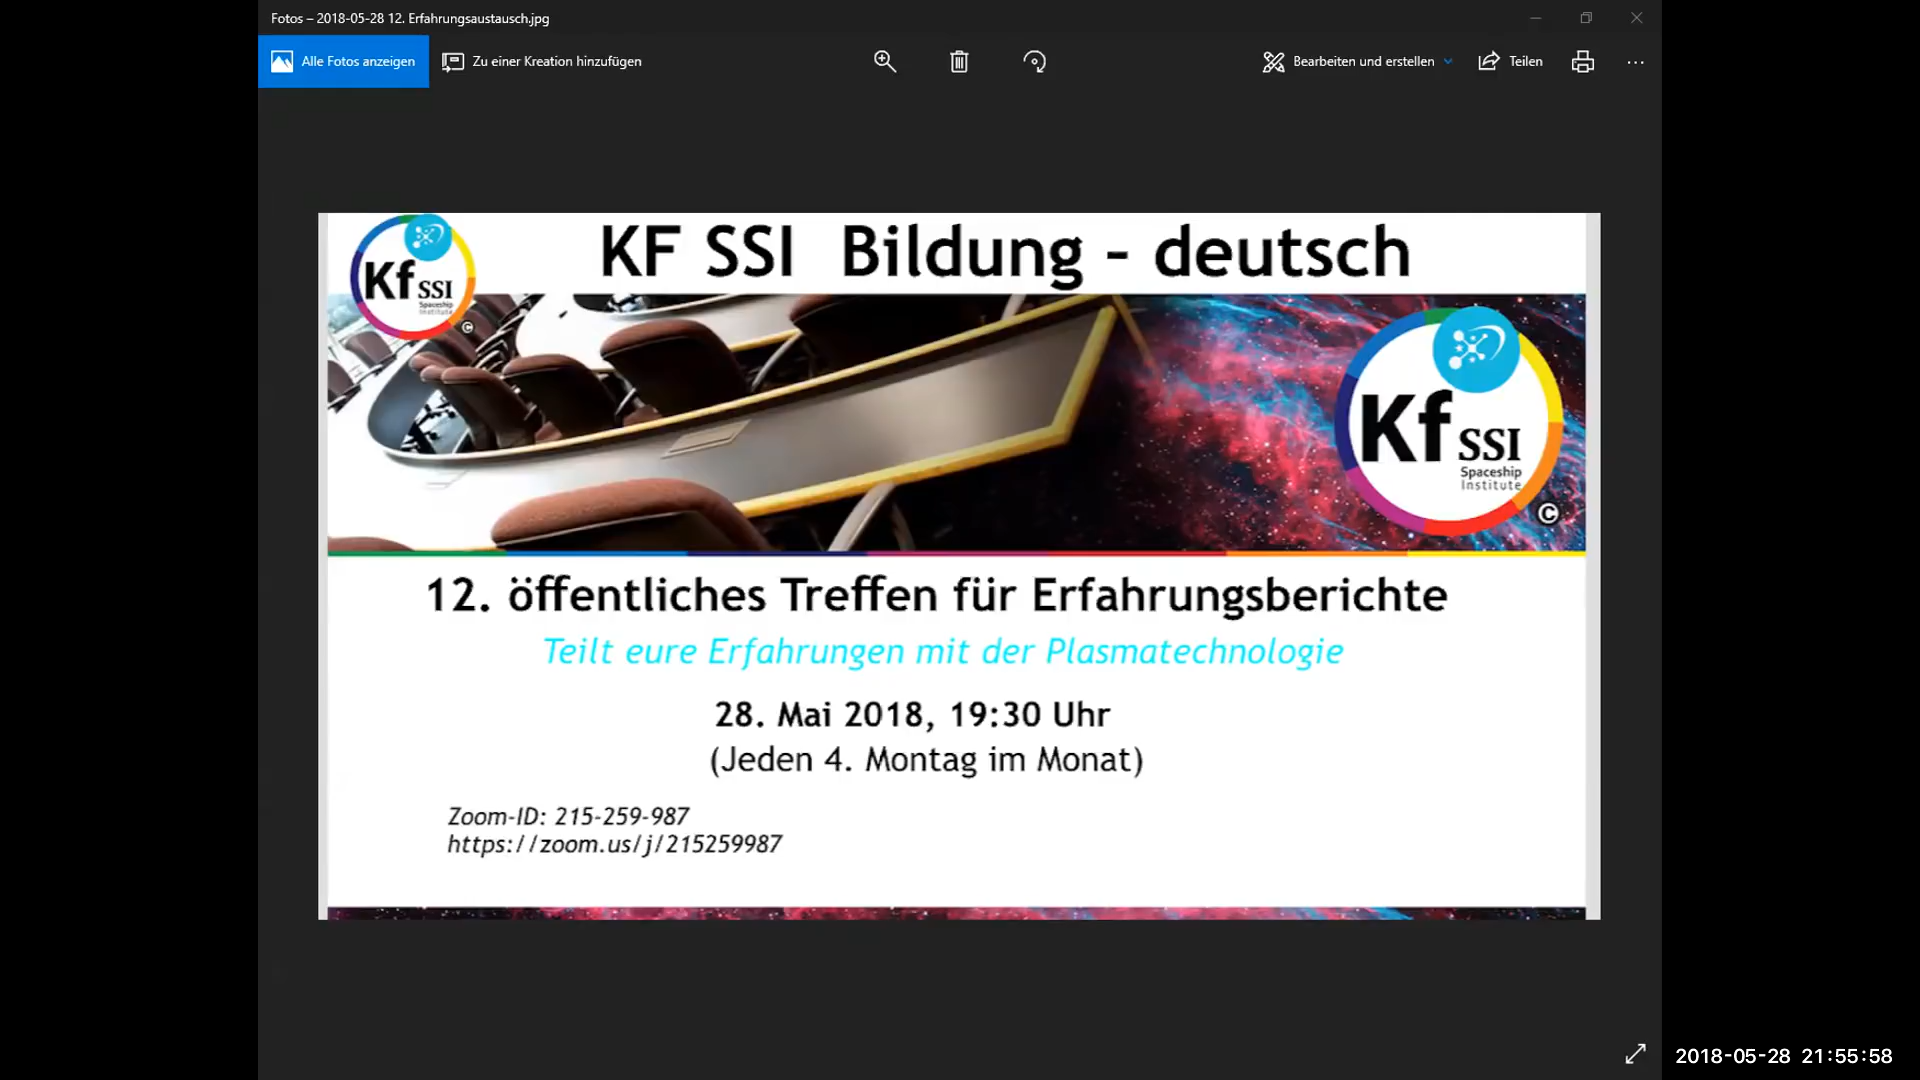 Fotos – 2018-05-28 12. Erfahrungsaustausch.jpg
Alle Fotos anzeigen
Zu einer Kreation hinzufügen
Bearbeiten und erstellen
Teilen
KF SSI Bildung - deutsch
Kf SSI
Spaceship
Institute
©
Kf SSI
Spaceship
Institute
©
12. öffentliches Treffen für Erfahrungsberichte
Teilt eure Erfahrungen mit der Plasmatechnologie
28. Mai 2018, 19:30 Uhr
(Jeden 4. Montag im Monat)
Zoom-ID: 215-259-987
https://zoom.us/j/215259987
2018-05-28 21:55:58